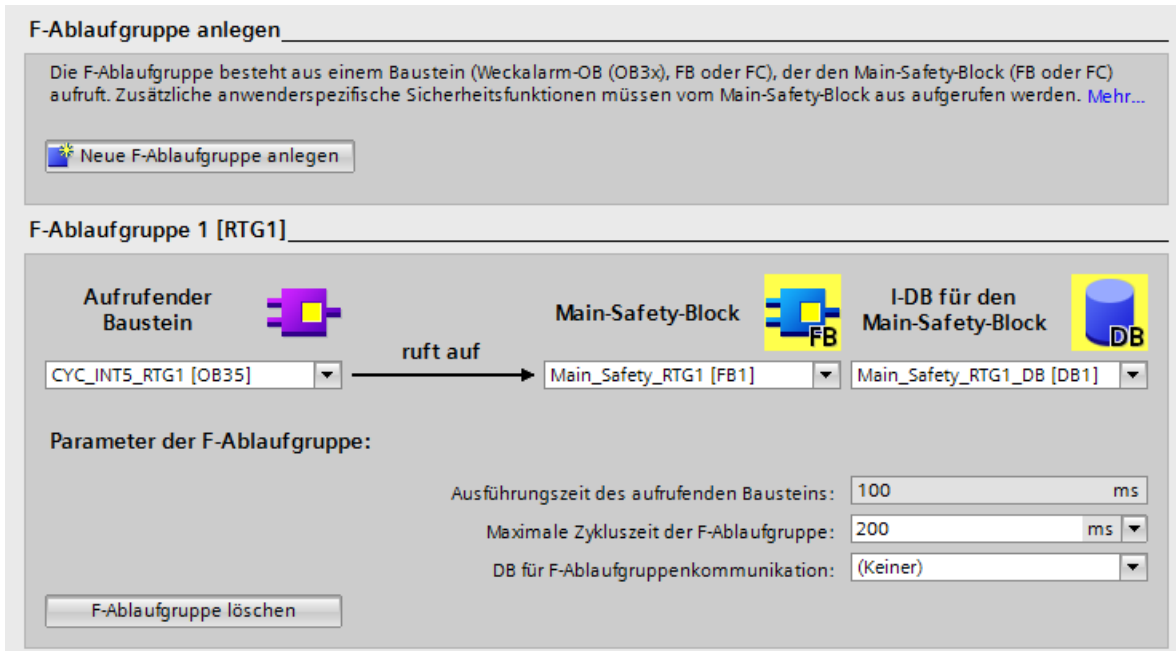 F-Ablaufgruppe anlegen
Die F-Ablaufgruppe besteht aus einem Baustein (Weckalarm-OB (OB3x), FB oder FC), der den Main-Safety-Block (FB oder FC)
aufruft. Zusätzliche anwenderspezifische Sicherheitsfunktionen müssen vom Main-Safety-Block aus aufgerufen werden. Mehr...
Neue F-Ablaufgruppe anlegen
F-Ablaufgruppe 1 [RTG1]
Aufrufender
Baustein
ruft auf
Main-Safety-Block
FB
I-DB für den
Main-Safety-Block
DB
CYC_INT5_RTG1 [OB35]
Main_Safety_RTG1 [FB1]
Main_Safety_RTG1_DB [DB1]
Parameter der F-Ablaufgruppe:
Ausführungszeit des aufrufenden Bausteins: 100 ms
Maximale Zykluszeit der F-Ablaufgruppe: 200 ms
DB für F-Ablaufgruppenkommunikation: (Keiner)
F-Ablaufgruppe löschen